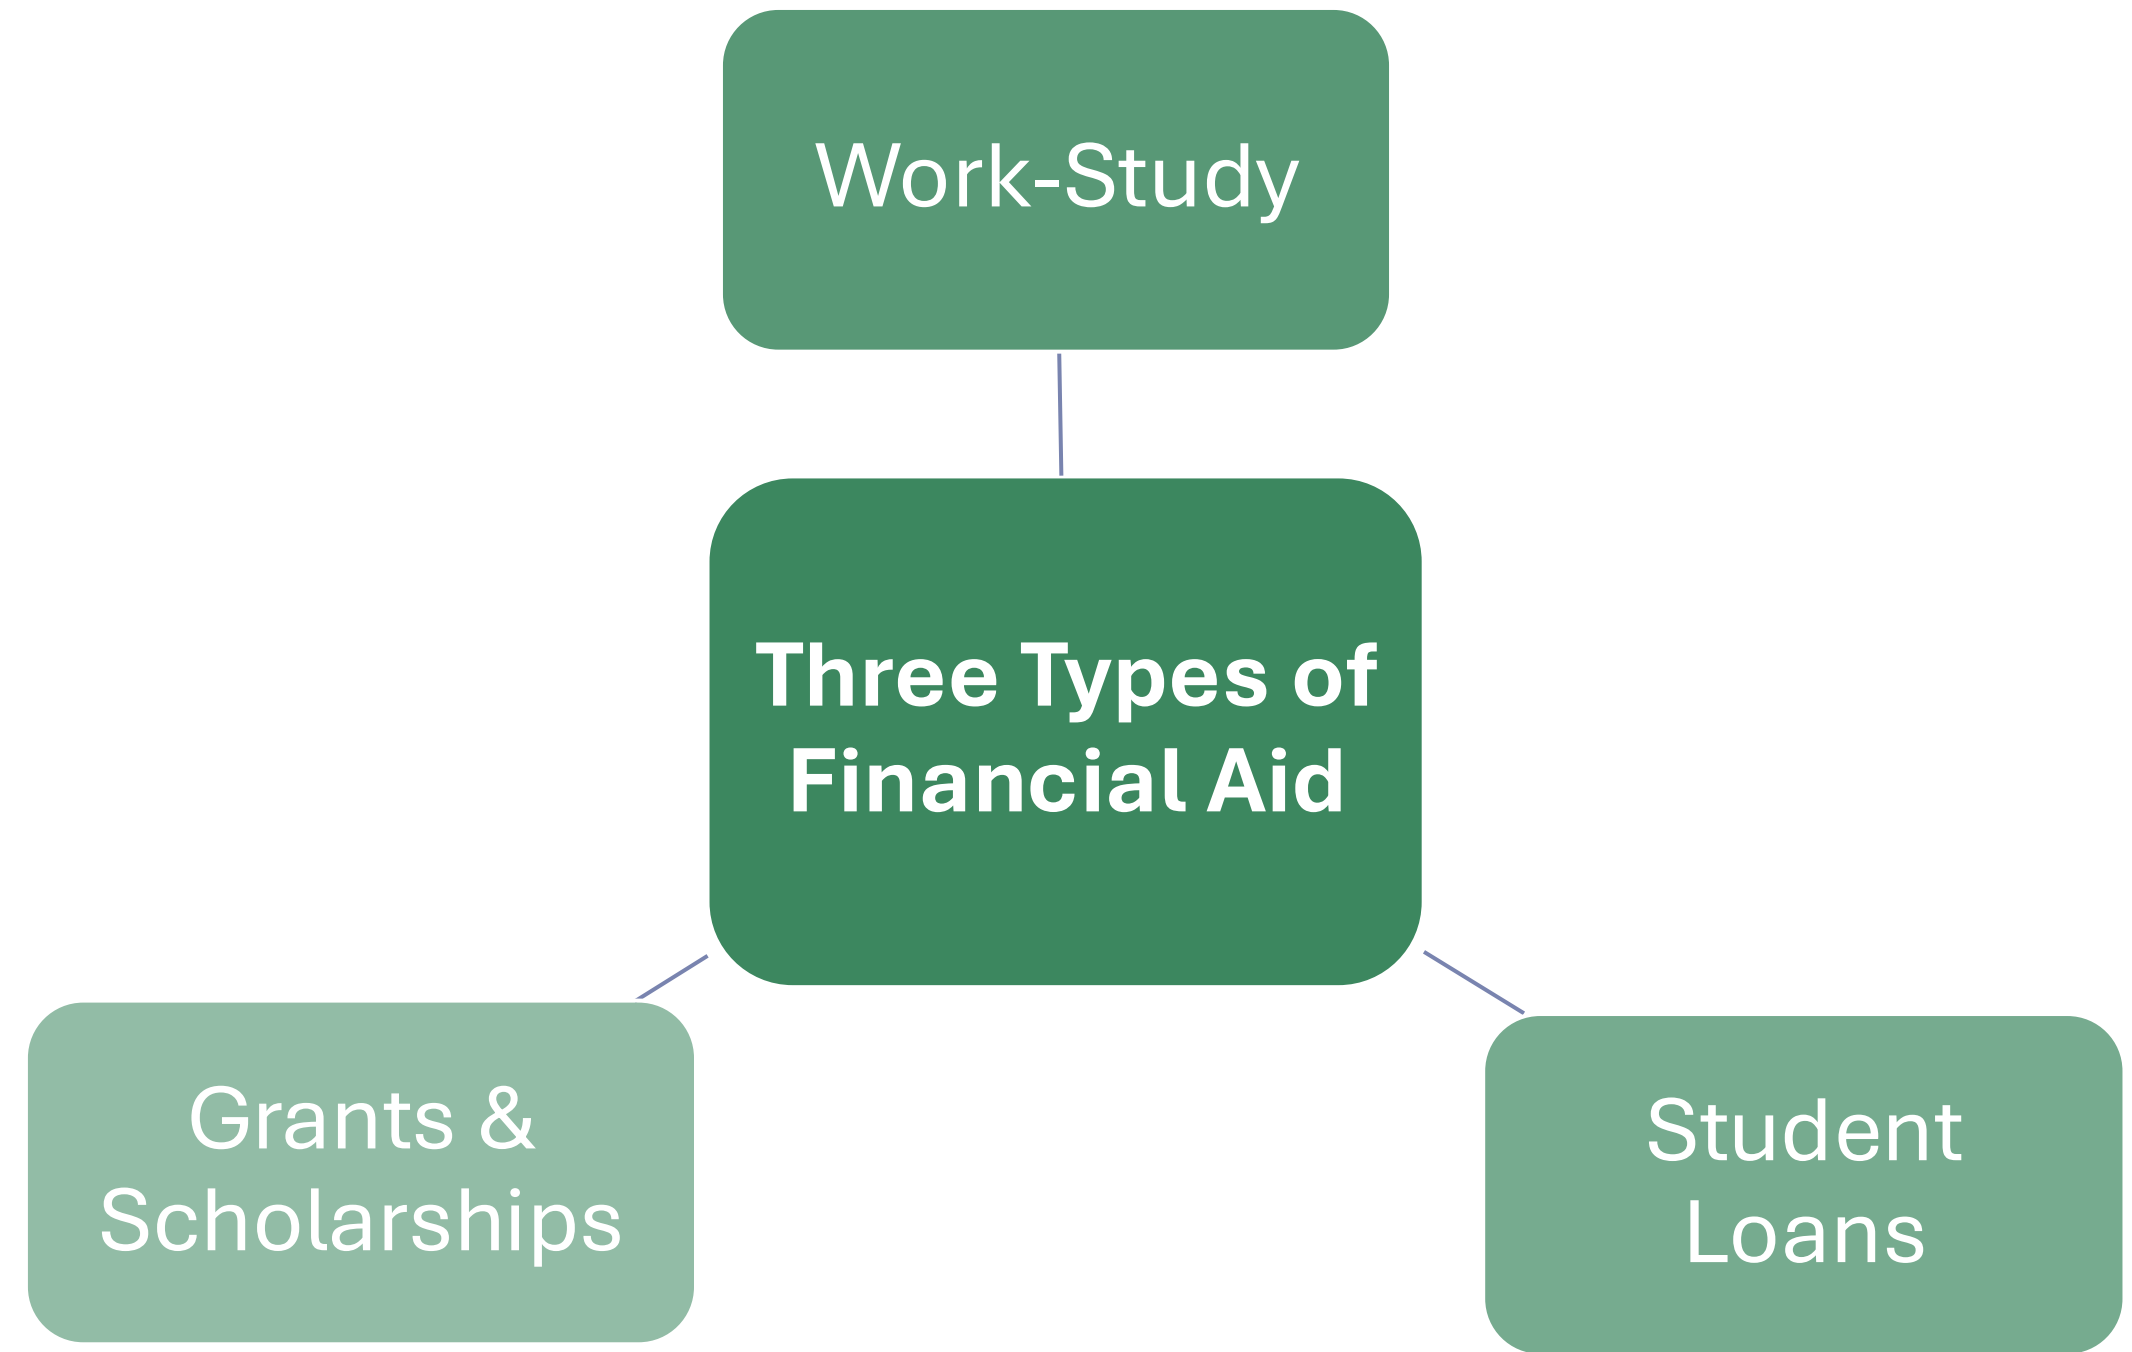 Work-Study
Three Types of
Financial Aid
Grants &
Scholarships
Student
Loans